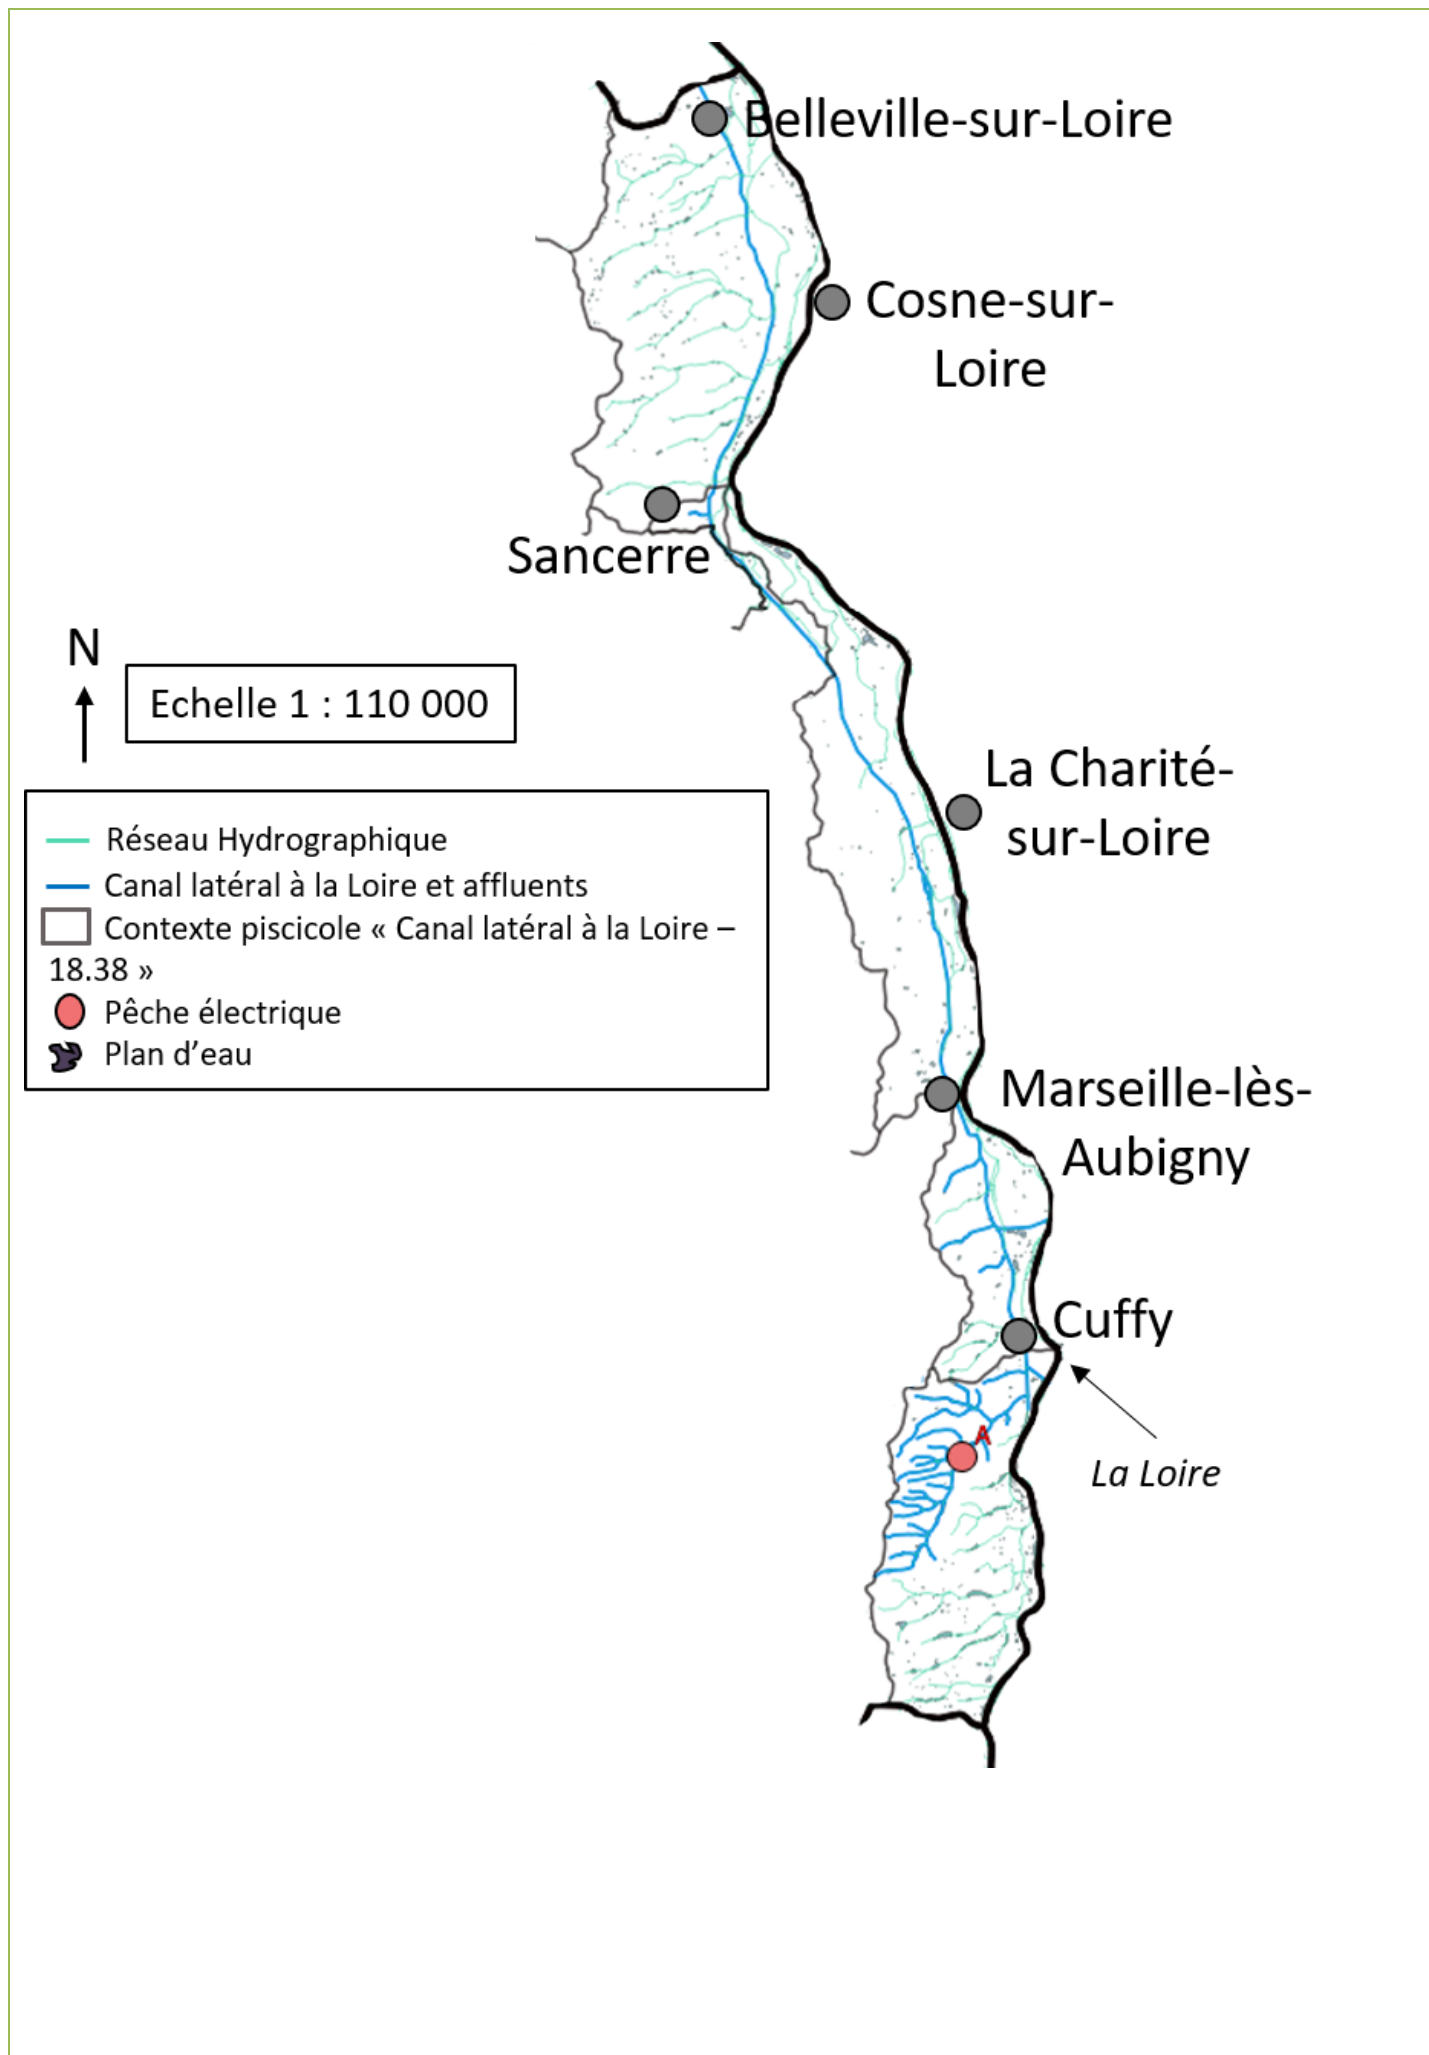 Belleville-sur-Loire
Cosne-sur-
Loire
Sancerre
N
Echelle 1 : 110 000
La Charité-
sur-Loire
Réseau Hydrographique
Canal latéral à la Loire et affluents
Contexte piscicole « Canal latéral à la Loire –
18.38 »
Pêche électrique
Plan d’eau
Marseille-lès-
Aubigny
Cuffy
A
La Loire